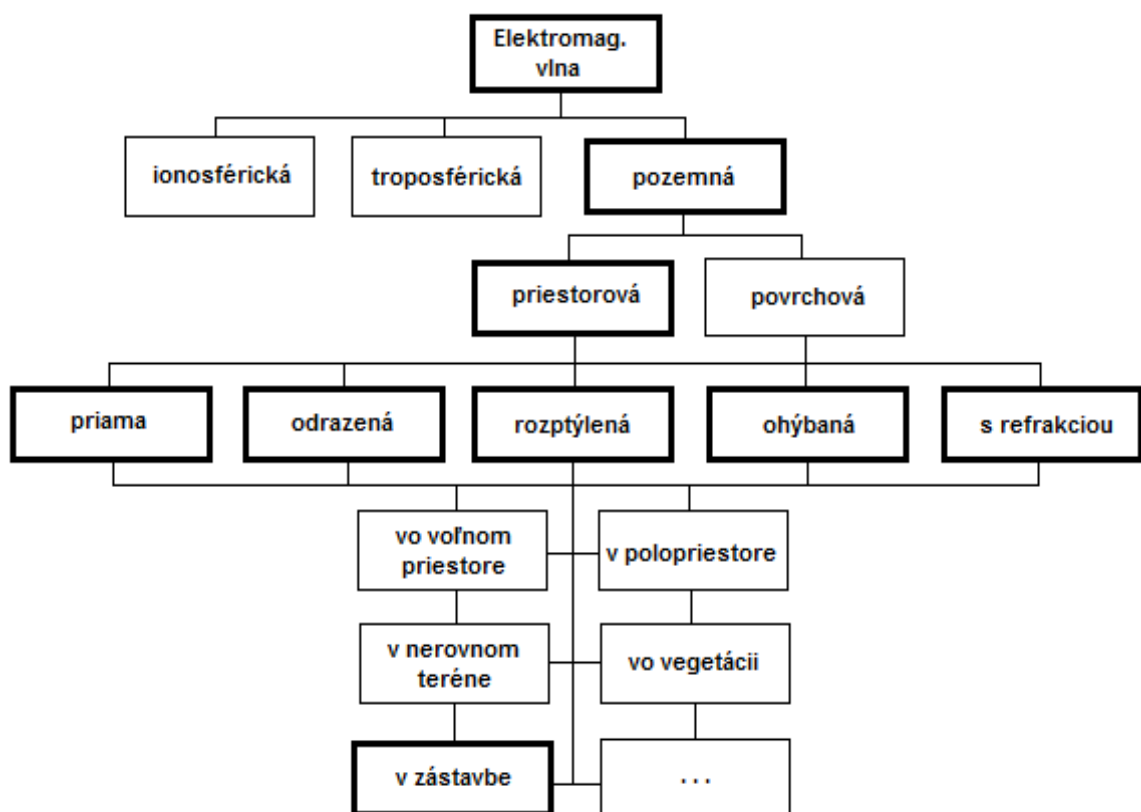 Elektromag.
vlna
ionosférická
troposférická
pozemná
priestorová
povrchová
priama
odrazená
rozptýlená
ohýbaná
s refrakciou
vo voľnom
priestore
v polopriestore
v nerovnom
teréne
vo vegetácii
v zástavbe
. . .